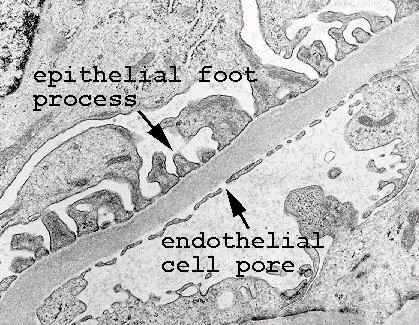 epithelial foot
process
endothelial
cell pore